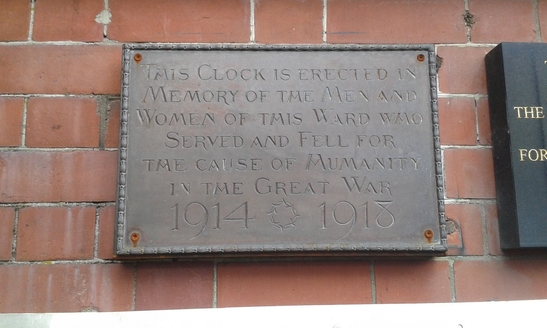 THIS CLOCK IS ERECTED IN
MEMORY OF THE MEN AND
WOMEN OF THIS WARD WHO
SERVED AND FELL FOR
THE CAUSE OF HUMANITY
IN THE GREAT WAR
1914 1918
THE
FOR